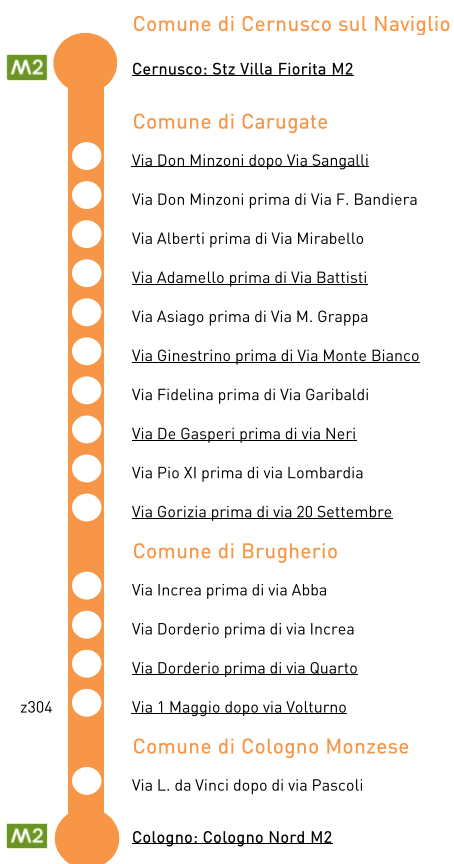 Comune di Cernusco sul Naviglio
M2 Cernusco: Stz Villa Fiorita M2
Comune di Carugate
Via Don Minzoni dopo Via Sangalli
Via Don Minzoni prima di Via F. Bandiera
Via Alberti prima di Via Mirabello
Via Adamello prima di Via Battisti
Via Asiago prima di Via M. Grappa
Via Ginestrino prima di Via Monte Bianco
Via Fidelina prima di Via Garibaldi
Via De Gasperi prima di via Neri
Via Pio XI prima di via Lombardia
Via Gorizia prima di via 20 Settembre
Comune di Brugherio
Via Increa prima di via Abba
Via Dorderio prima di via Increa
Via Dorderio prima di via Quarto
z304 Via 1 Maggio dopo via Volturno
Comune di Cologno Monzese
Via L. da Vinci dopo di via Pascoli
M2 Cologno: Cologno Nord M2